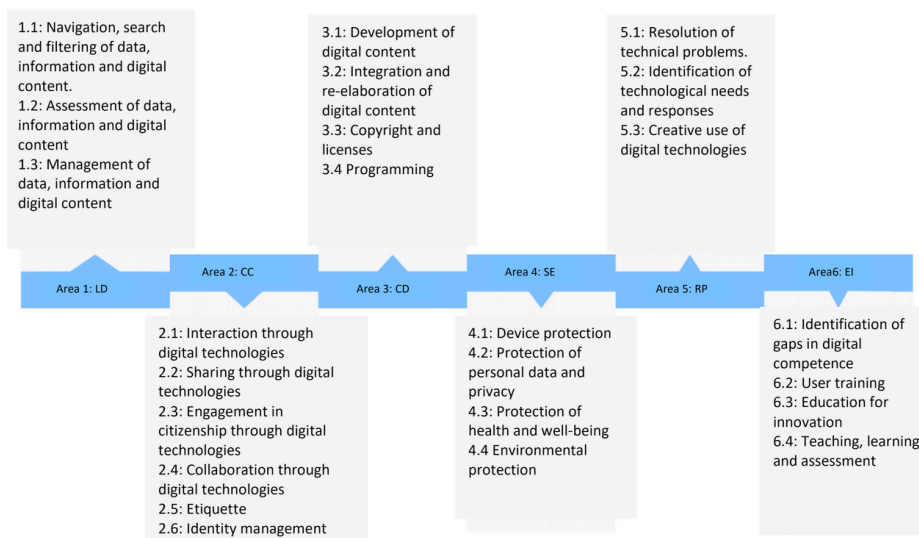 1.1: Navigation, search
and filtering of data,
information and digital
content.
1.2: Assessment of data,
information and digital
content
1.3: Management of
data, information and
digital content
3.1: Development of
digital content
3.2: Integration and
re-elaboration of
digital content
3.3: Copyright and
licenses
3.4 Programming
5.1: Resolution of
technical problems.
5.2: Identification of
technological needs
and responses
5.3: Creative use of
digital technologies
Area 1: LD
Area 2: CC
Area 3: CD
Area 4: SE
Area 5: RP
Area6: EI
2.1: Interaction through
digital technologies
2.2: Sharing through digital
technologies
2.3: Engagement in
citizenship through digital
technologies
2.4: Collaboration through
digital technologies
2.5: Etiquette
2.6: Identity management
4.1: Device protection
4.2: Protection of
personal data and
privacy
4.3: Protection of
health and well-being
4.4 Environmental
protection
6.1: Identification of
gaps in digital
competence
6.2: User training
6.3: Education for
innovation
6.4: Teaching, learning
and assessment